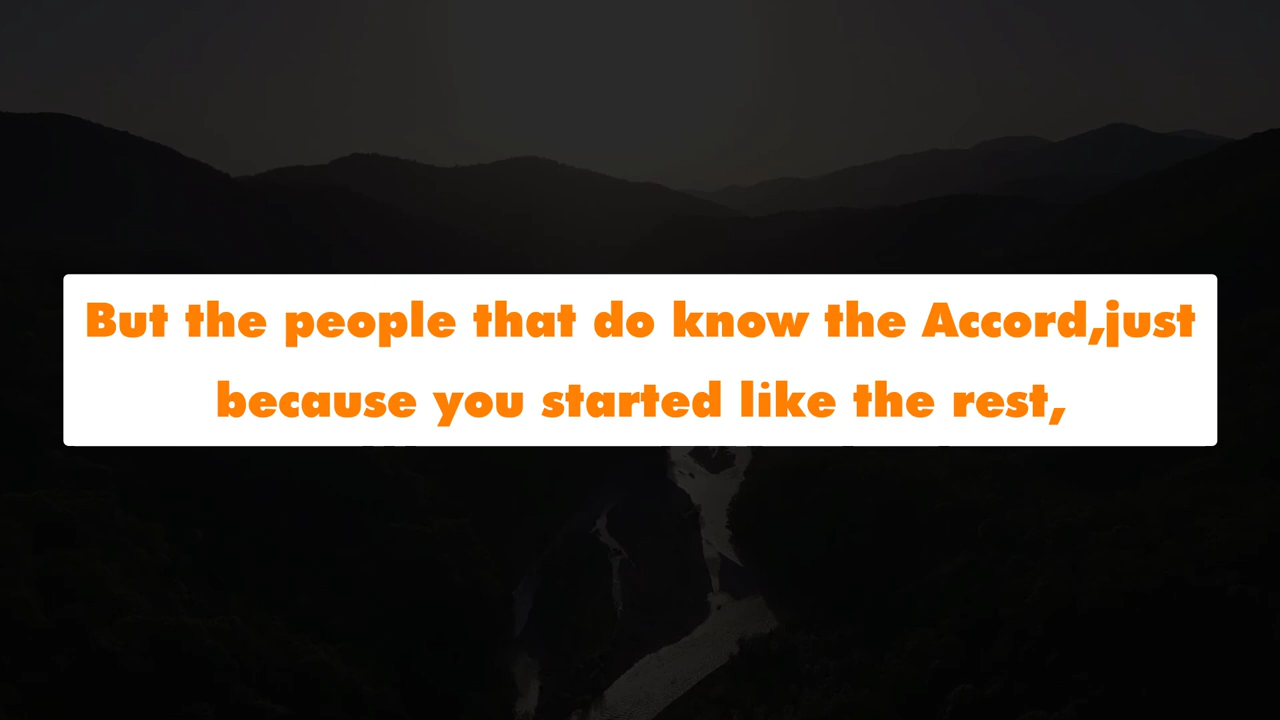 But the people that do know the Accord,just
because you started like the rest,